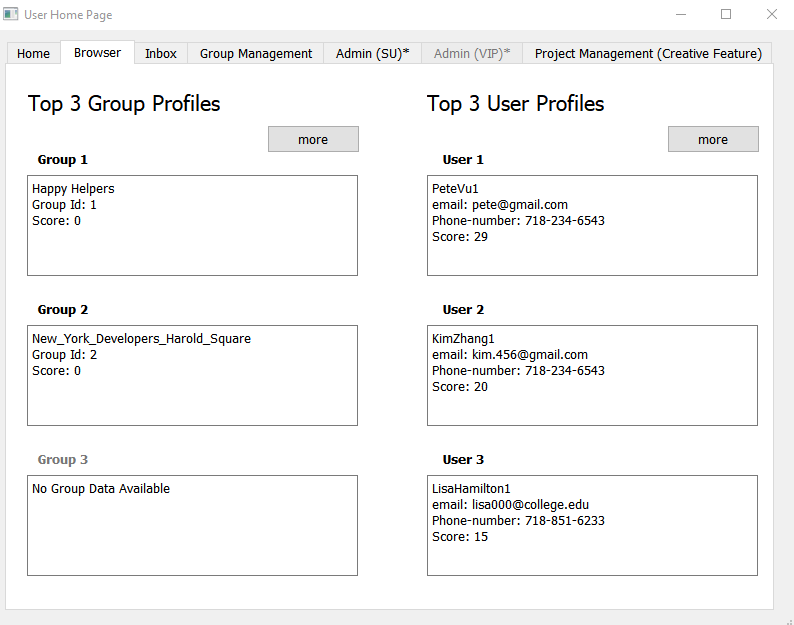 User Home Page
Home Browser Inbox Group Management Admin (SU)* Admin (VIP)* Project Management (Creative Feature)
Top 3 Group Profiles
more
Group 1
Happy Helpers
Group Id: 1
Score: 0
Group 2
New_York_Developers_Harold_Square
Group Id: 2
Score: 0
Group 3
No Group Data Available
Top 3 User Profiles
more
User 1
PeteVu1
email: pete@gmail.com
Phone-number: 718-234-6543
Score: 29
User 2
KimZhang1
email: kim.456@gmail.com
Phone-number: 718-234-6543
Score: 20
User 3
LisaHamilton1
email: lisa000@college.edu
Phone-number: 718-851-6233
Score: 15